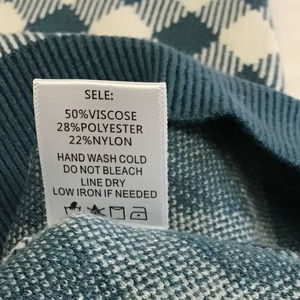 SELE:
50%VISCOSE
28%POLYESTER
22%NYLON
HAND WASH COLD
DO NOT BLEACH
LINE DRY
LOW IRON IF NEEDED